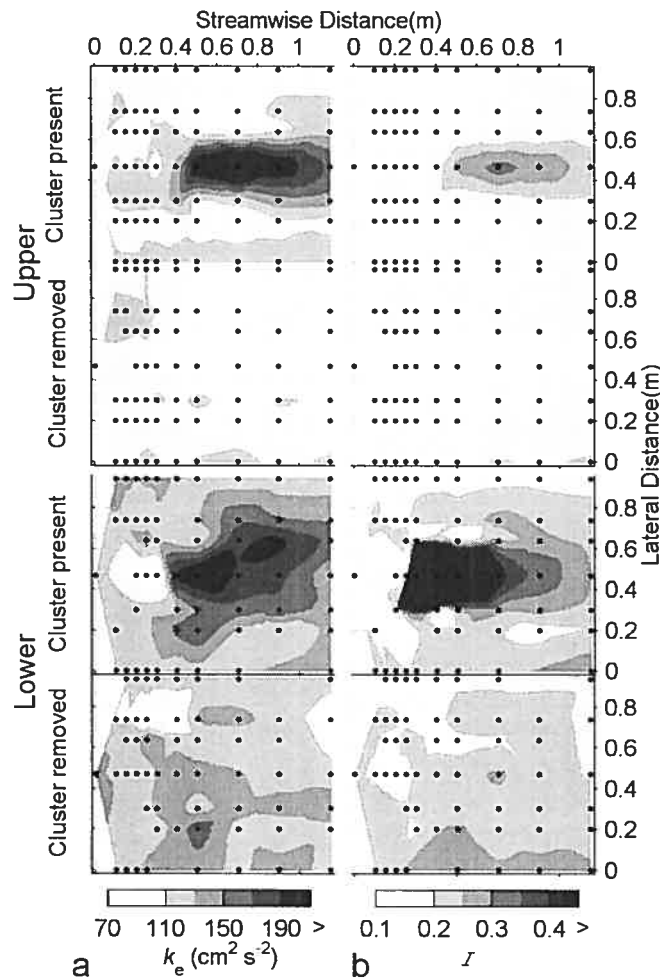 Streamwise Distance(m)
0 0.2 0.4 0.6 0.8 1 0 0.2 0.4 0.6 0.8 1
Upper
Cluster present
0.8
0.6
0.4
0.2
0
Cluster removed
0.8
0.6
0.4
0.2
0
Lateral Distance(m)
Lower
Cluster present
0.8
0.6
0.4
0.2
0
Cluster removed
0.8
0.6
0.4
0.2
0
70 110 150 190 > 0.1 0.2 0.3 0.4 >
a kₑ (cm² s⁻²) b I